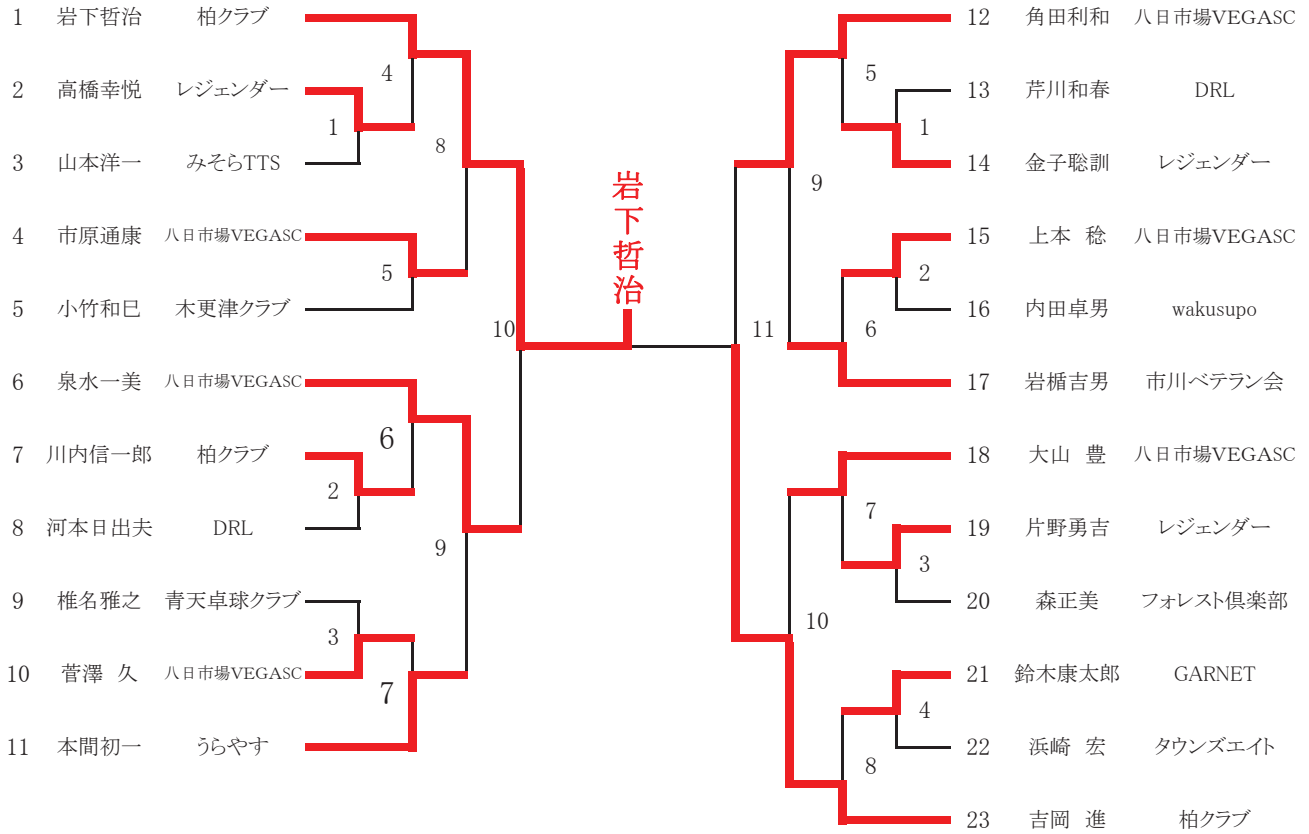 1 岩下哲治 柏クラブ
2 高橋幸悦 レジェンダー
3 山本洋一 みそらTTS
4 市原通康 八日市場VEGASC
5 小竹和巳 木更津クラブ
6 泉水一美 八日市場VEGASC
7 川内信一郎 柏クラブ
8 河本日出夫 DRL
9 椎名雅之 青天卓球クラブ
10 菅澤 久 八日市場VEGASC
11 本間初一 うらやす
4
1
8
5
10
6
2
9
3
7
岩下哲治
5
1
9
2
6
11
7
3
10
4
8
12 角田利和 八日市場VEGASC
13 芹川和春 DRL
14 金子聡訓 レジェンダー
15 上本 稔 八日市場VEGASC
16 内田卓男 wakusupo
17 岩楯吉男 市川ベテラン会
18 大山 豊 八日市場VEGASC
19 片野勇吉 レジェンダー
20 森正美 フォレスト倶楽部
21 鈴木康太郎 GARNET
22 浜崎 宏 タウンズエイト
23 吉岡 進 柏クラブ